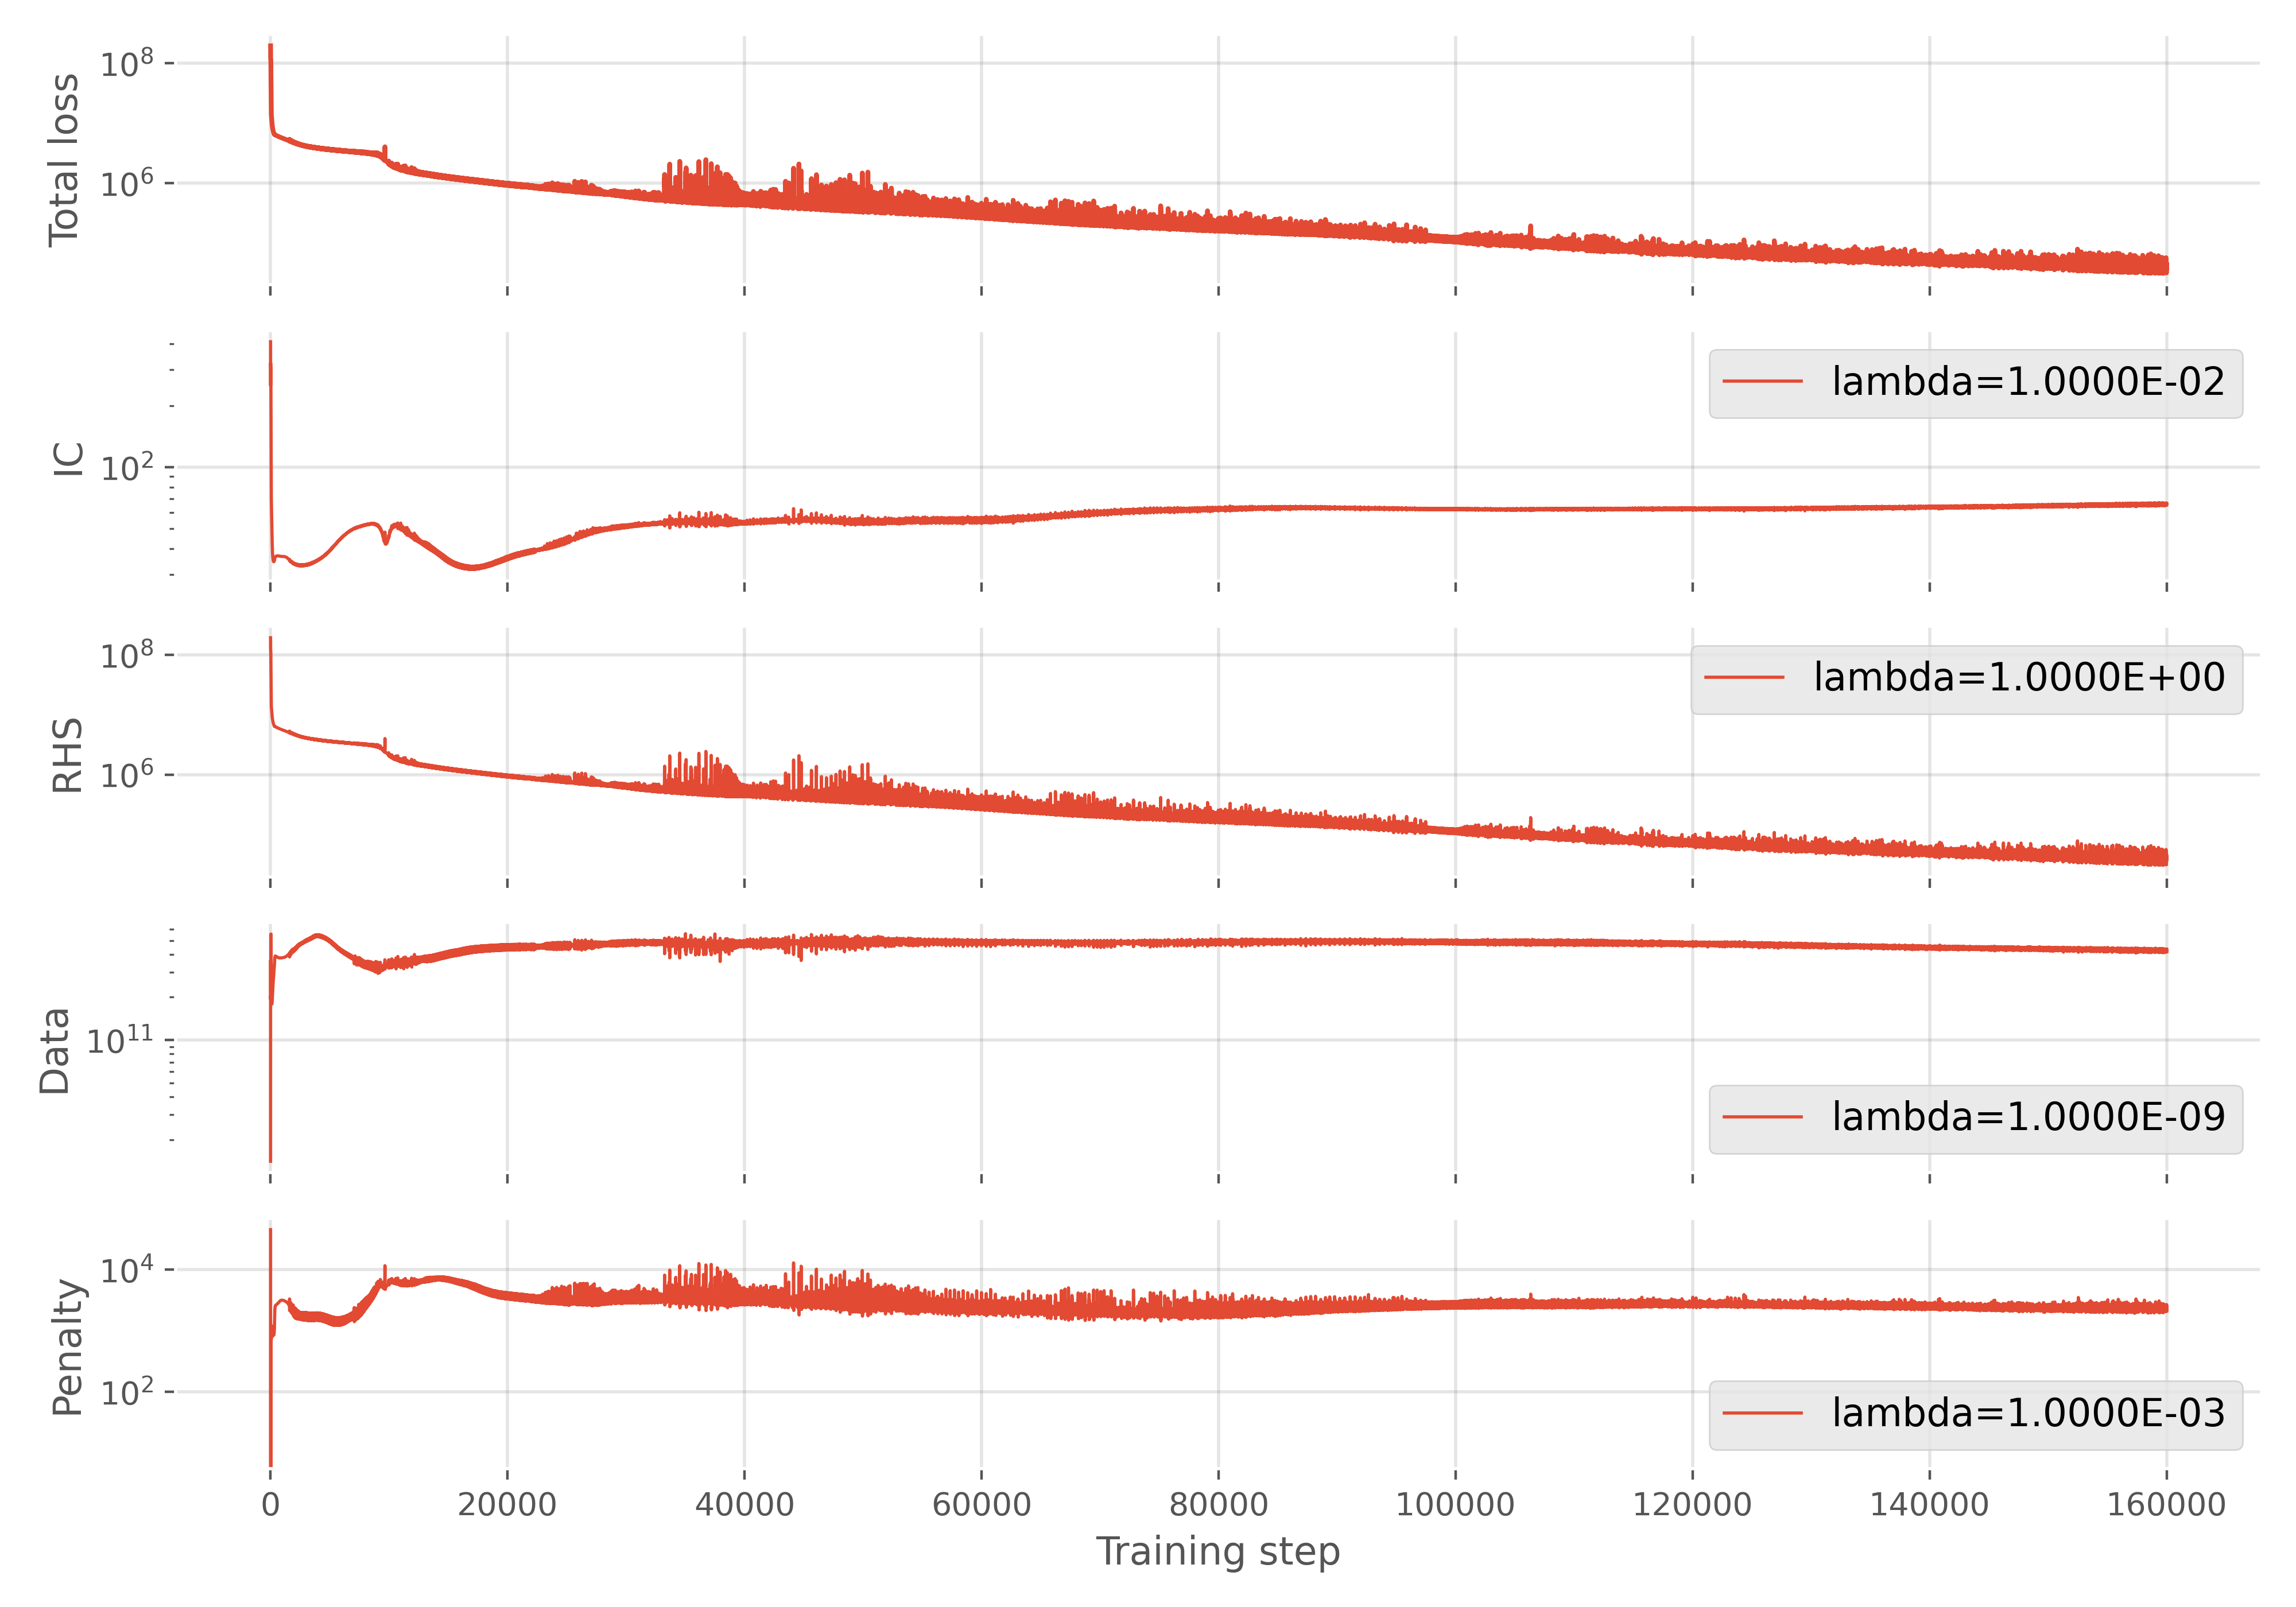 Total loss
10^8
10^6
IC
10^2
lambda=1.0000E-02
RHS
10^8
10^6
lambda=1.0000E+00
Data
10^11
lambda=1.0000E-09
Penalty
10^4
10^2
lambda=1.0000E-03
0 20000 40000 60000 80000 100000 120000 140000 160000
Training step